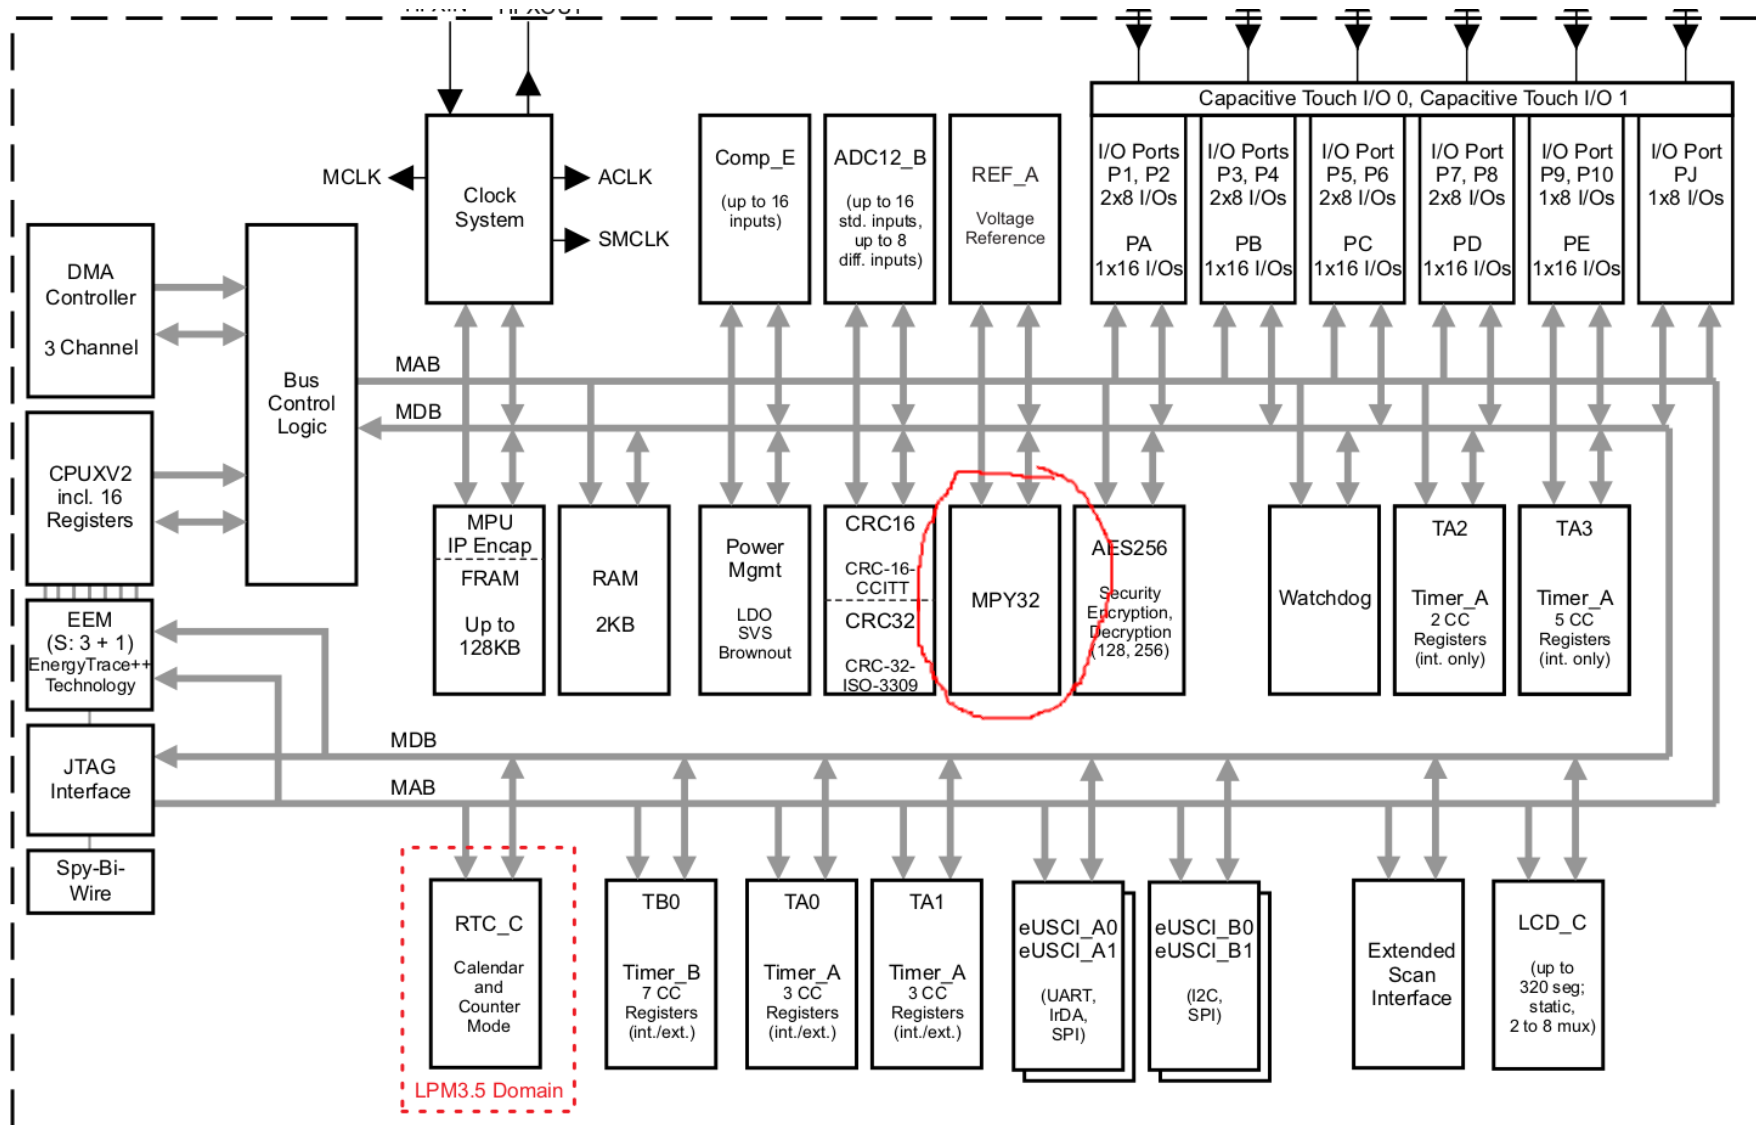 MCLK
Clock
System
ACLK
SMCLK
Comp_E
(up to 16
inputs)
ADC12_B
(up to 16
std. inputs,
up to 8
diff. inputs)
REF_A
Voltage
Reference
Capacitive Touch I/O 0, Capacitive Touch I/O 1
I/O Ports
P1, P2
2x8 I/Os
PA
1x16 I/Os
I/O Ports
P3, P4
2x8 I/Os
PB
1x16 I/Os
I/O Port
P5, P6
2x8 I/Os
PC
1x16 I/Os
I/O Port
P7, P8
2x8 I/Os
PD
1x16 I/Os
I/O Port
P9, P10
1x8 I/Os
PE
1x16 I/Os
I/O Port
PJ
1x8 I/Os
DMA
Controller
3 Channel
Bus
Control
Logic
MAB
MDB
CPUXV2
incl. 16
Registers
MPU
IP Encap
FRAM
Up to
128KB
RAM
2KB
Power
Mgmt
LDO
SVS
Brownout
CRC16
CRC-16-
CCITT
CRC32
CRC-32-
ISO-3309
MPY32
AES256
Security
Encryption,
Decryption
(128, 256)
Watchdog
TA2
Timer_A
2 CC
Registers
(int. only)
TA3
Timer_A
5 CC
Registers
(int. only)
EEM
(S: 3 + 1)
EnergyTrace++
Technology
JTAG
Interface
Spy-Bi-
Wire
MDB
MAB
RTC_C
Calendar
and
Counter
Mode
LPM3.5 Domain
TB0
Timer_B
7 CC
Registers
(int./ext.)
TA0
Timer_A
3 CC
Registers
(int./ext.)
TA1
Timer_A
3 CC
Registers
(int./ext.)
eUSCI_A0
eUSCI_A1
(UART,
IrDA,
SPI)
eUSCI_B0
eUSCI_B1
(I2C,
SPI)
Extended
Scan
Interface
LCD_C
(up to
320 seg;
static,
2 to 8 mux)